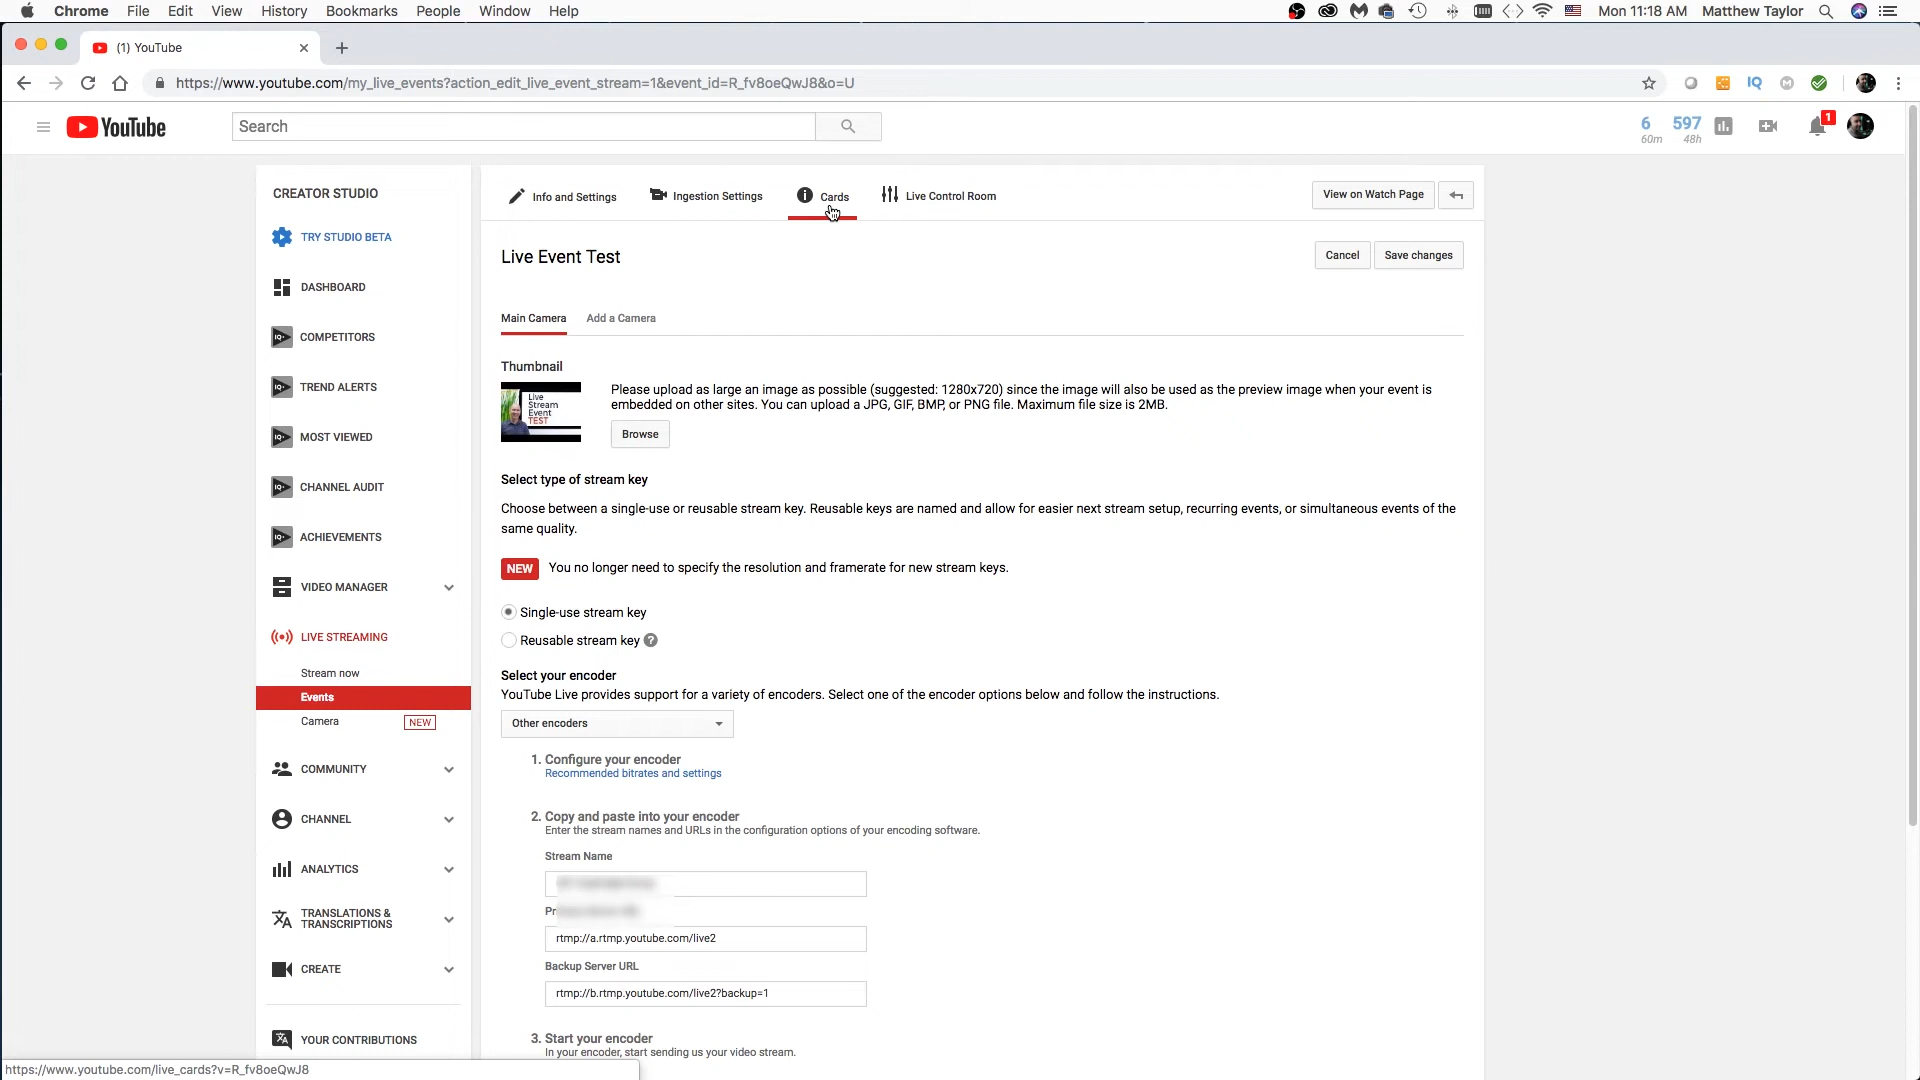 Chrome File Edit View History Bookmarks People Window Help
Mon 11:18 AM Matthew Taylor
(1) YouTube
https://www.youtube.com/my_live_events?action_edit_live_event_stream=1&event_id=R_fv8oeQwJ8&o=U
IQ
YouTube
Search
6
60m
597
48h
1
CREATOR STUDIO
TRY STUDIO BETA
DASHBOARD
COMPETITORS
TREND ALERTS
MOST VIEWED
CHANNEL AUDIT
ACHIEVEMENTS
VIDEO MANAGER
LIVE STREAMING
Stream now
Events
Camera NEW
COMMUNITY
CHANNEL
ANALYTICS
TRANSLATIONS &
TRANSCRIPTIONS
CREATE
YOUR CONTRIBUTIONS
Info and Settings
Ingestion Settings
Cards
Live Control Room
View on Watch Page
Live Event Test
Cancel
Save changes
Main Camera
Add a Camera
Thumbnail
Live
Stream
Event
TEST
Please upload as large an image as possible (suggested: 1280x720) since the image will also be used as the preview image when your event is
embedded on other sites. You can upload a JPG, GIF, BMP, or PNG file. Maximum file size is 2MB.
Browse
Select type of stream key
Choose between a single-use or reusable stream key. Reusable keys are named and allow for easier next stream setup, recurring events, or simultaneous events of the
same quality.
NEW You no longer need to specify the resolution and framerate for new stream keys.
Single-use stream key
Reusable stream key ?
Select your encoder
YouTube Live provides support for a variety of encoders. Select one of the encoder options below and follow the instructions.
Other encoders
1. Configure your encoder
Recommended bitrates and settings
2. Copy and paste into your encoder
Enter the stream names and URLs in the configuration options of your encoding software.
Stream Name
rtmp://a.rtmp.youtube.com/live2
Backup Server URL
rtmp://b.rtmp.youtube.com/live2?backup=1
3. Start your encoder
In your encoder, start sending us your video stream.
https://www.youtube.com/live_cards?v=R_fv8oeQwJ8